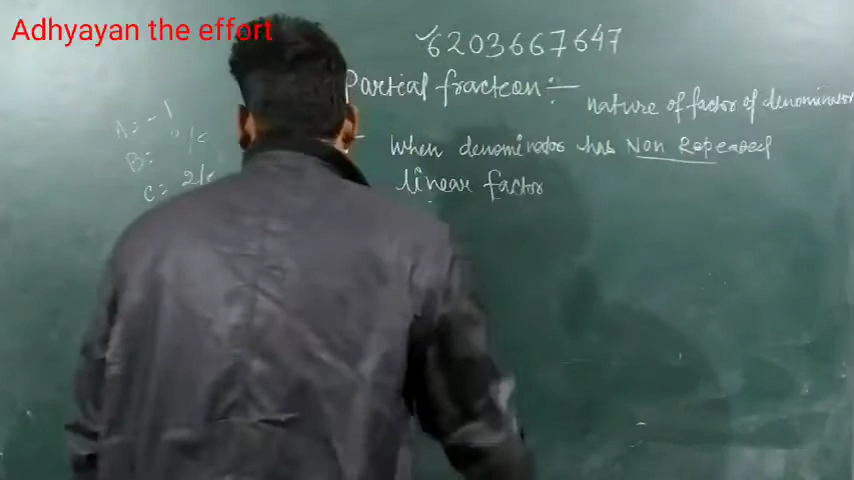 Adhyayan the effort
6203667647
Partial fraction :-
nature of factor of denominator
A = -1
B =
C =
When denominator has Non Repeated
linear factor